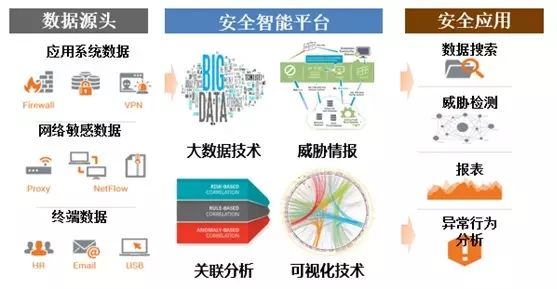 数据源头
应用系统数据
Firewall
VPN
网络敏感数据
Proxy
NetFlow
终端数据
HR
Email
USB
安全智能平台
BIG
DATA
大数据技术
威胁情报
RISK-BASED
CORRELATION
RULE-BASED
CORRELATION
ANOMALY-BASED
CORRELATION
关联分析
可视化技术
安全应用
数据搜索
威胁检测
报表
异常行为
分析